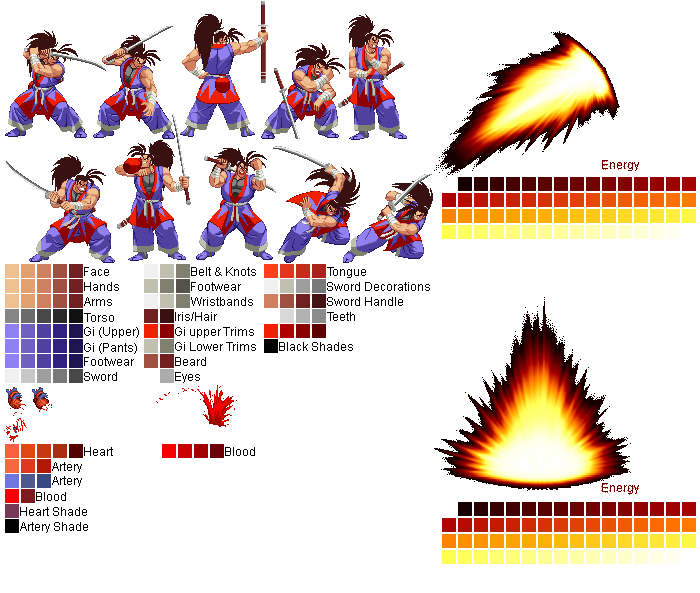 Energy
Face
Hands
Arms
Torso
Gi (Upper)
Gi (Pants)
Footwear
Sword
Belt & Knots
Footwear
Wristbands
Iris/Hair
Gi upper Trims
Gi Lower Trims
Beard
Eyes
Tongue
Sword Decorations
Sword Handle
Teeth
Black Shades
Heart
Artery
Artery
Blood
Heart Shade
Artery Shade
Blood
Energy